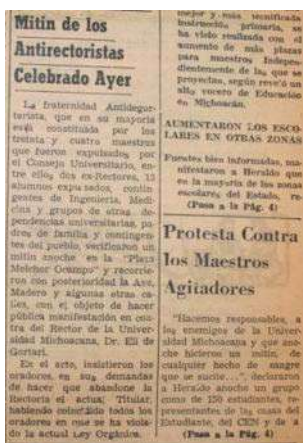 Mitin de los
Antirectoristas
Celebrado Ayer
La fraternidad Antidegor-
tarista, que en su mayoría
está constituida por los
treinta y cuatro maestros
que fueron expulsados por
el Consejo Universitario, en-
tre ellos dos ex-Rectores, 13
alumnos expulsados, contin
gentes de Ingeniería, Medi-
cina y grupos de otras de-
pendencias universitarias, pa-
dres de familia y contingen-
tes del pueblo, verificaron un
mitin anoche en la "Plaza
Melchor Ocampo" y recorrie-
ron con posterioridad la Ave.
Madero y algunas otras ca-
lles, con el objeto de hacer
pública manifestación en con-
tra del Rector de la Univer-
sidad Michoacana, Dr. Elí de
Gortari.
En el acto, insistieron los
oradores en sus demandas
de hacer que abandone la
Rectoría el actual Titular,
habiendo coincidido todos los
oradores en que se ha viola-
do la actual Ley Orgánica.
mejor y más tecnificada
instrucción primaria, se
ha visto realizada con el
aumento de más plazas
para maestros indepen-
dientemente de las que se
proyectan, según reveló un
alto vocero de Educación
en Michoacán.
AUMENTARON LOS ESCO
LARES EN OTRAS ZONAS
Fuentes bien informadas, ma
nifestaron a Heraldo que
en la mayoría de las zonas
escolares, del Estado, re-
(Pasa a la Pág. 4)
Protesta Contra
los Maestros
Agitadores
"Hacemos responsables, a
los enemigos de la Univer-
sidad Michoacana y que ano-
che hicieron un mitin, de
cualquier hecho de sangre
que se suscite...", declararon
a Heraldo anoche un grupo
como de 150 estudiantes, re-
presentantes de las casas del
Estudiante, del CEN y de a
(Pasa a la Pág. 4)